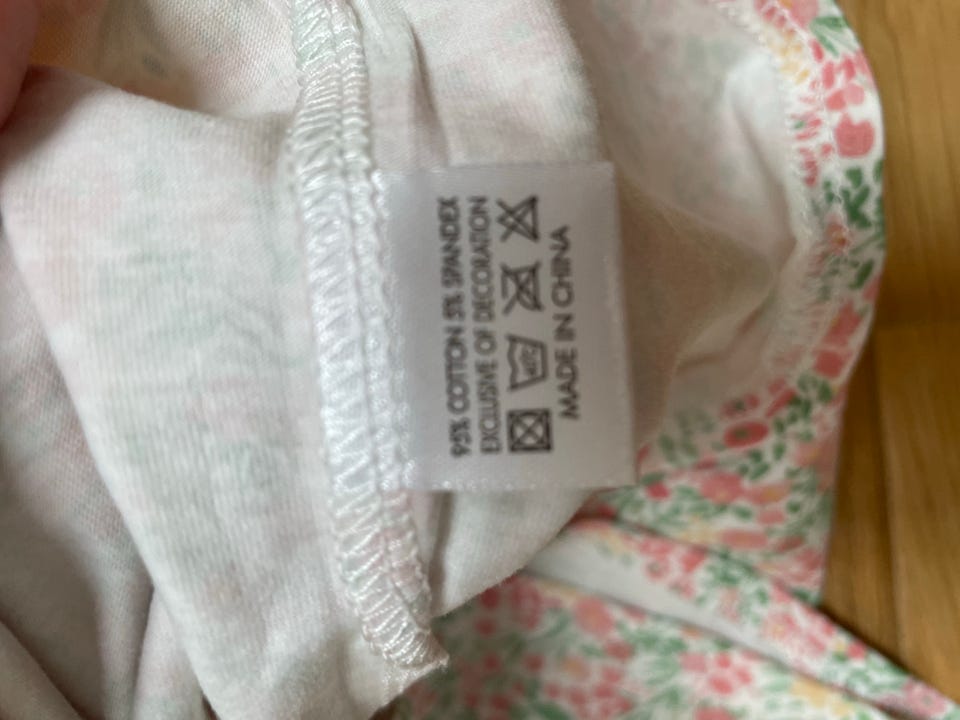 95% COTTON 5% SPANDEX
EXCLUSIVE OF DECORATION
MADE IN CHINA